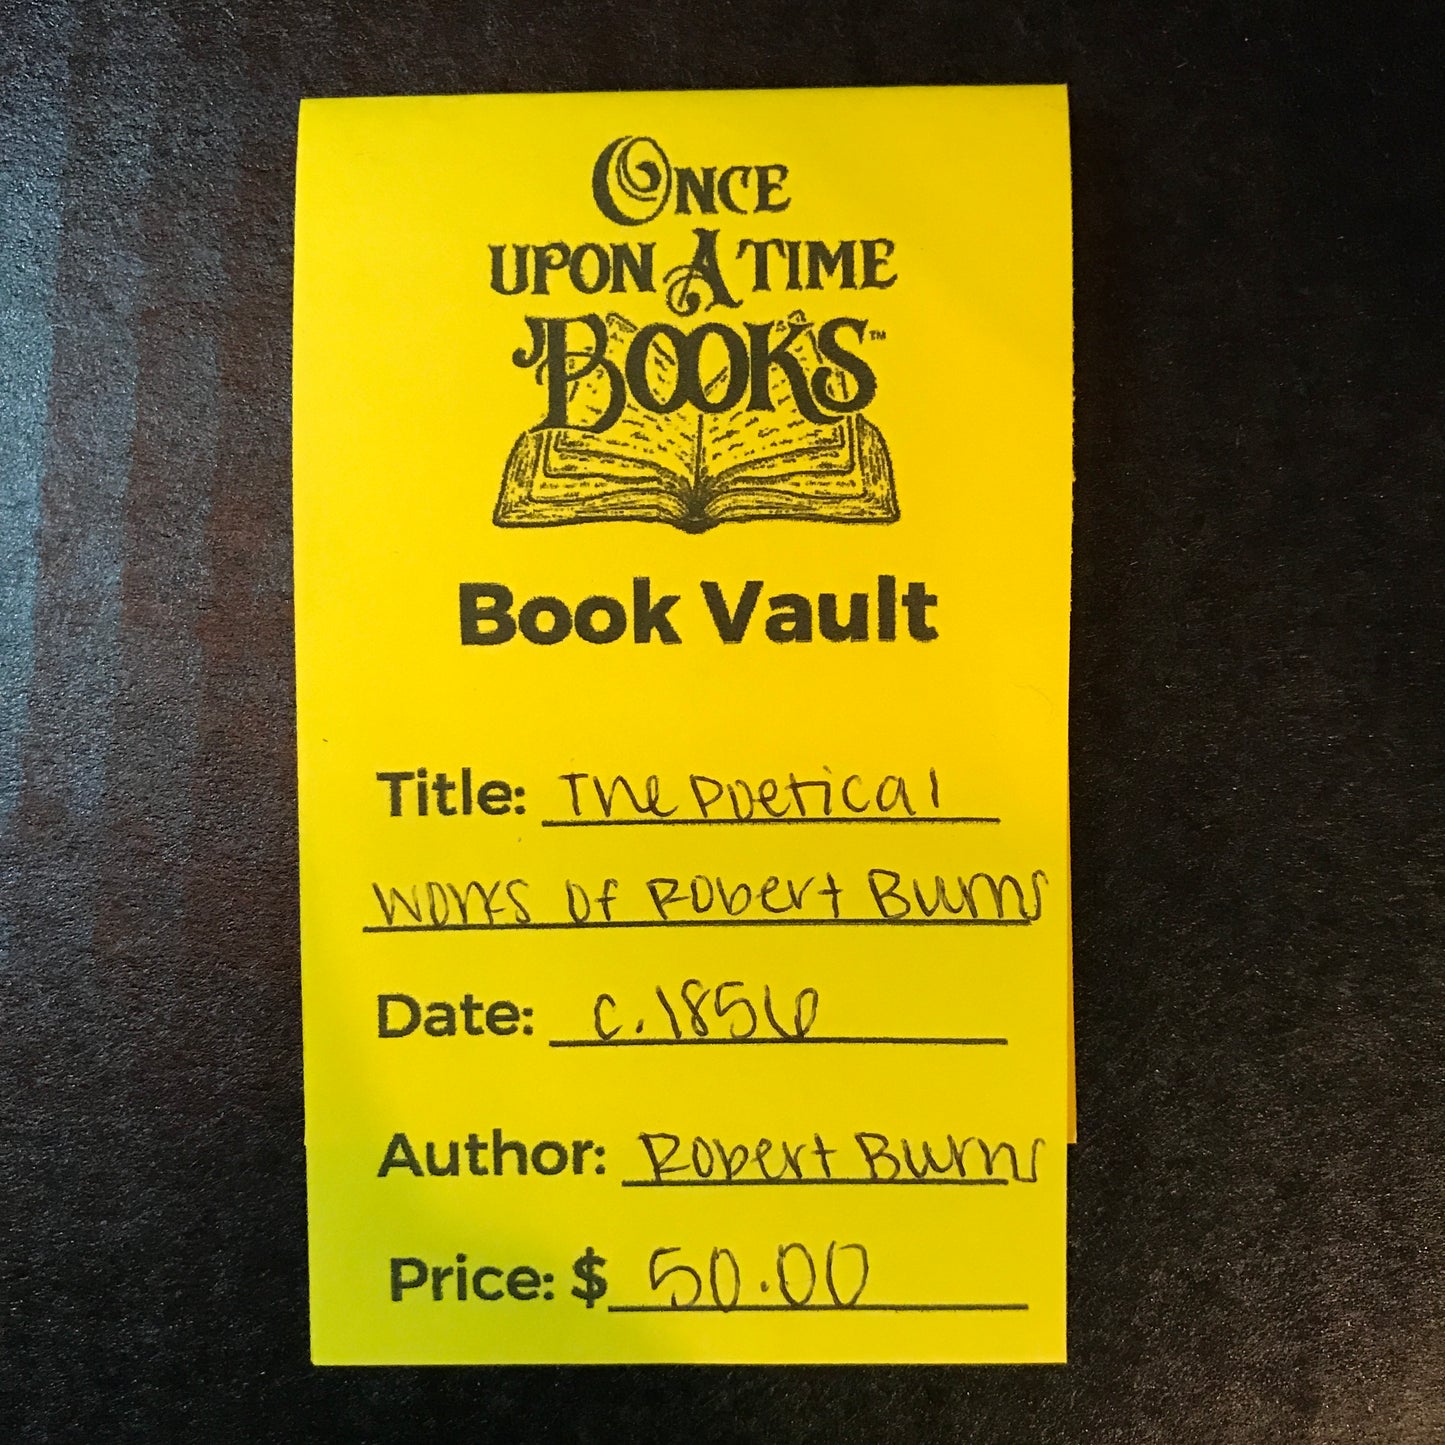 ONCE
UPON A TIME
BOOKS™
Book Vault
Title: The Poetical
Works of Robert Burns
Date: c.1856
Author: Robert Burns
Price: $ 50.00